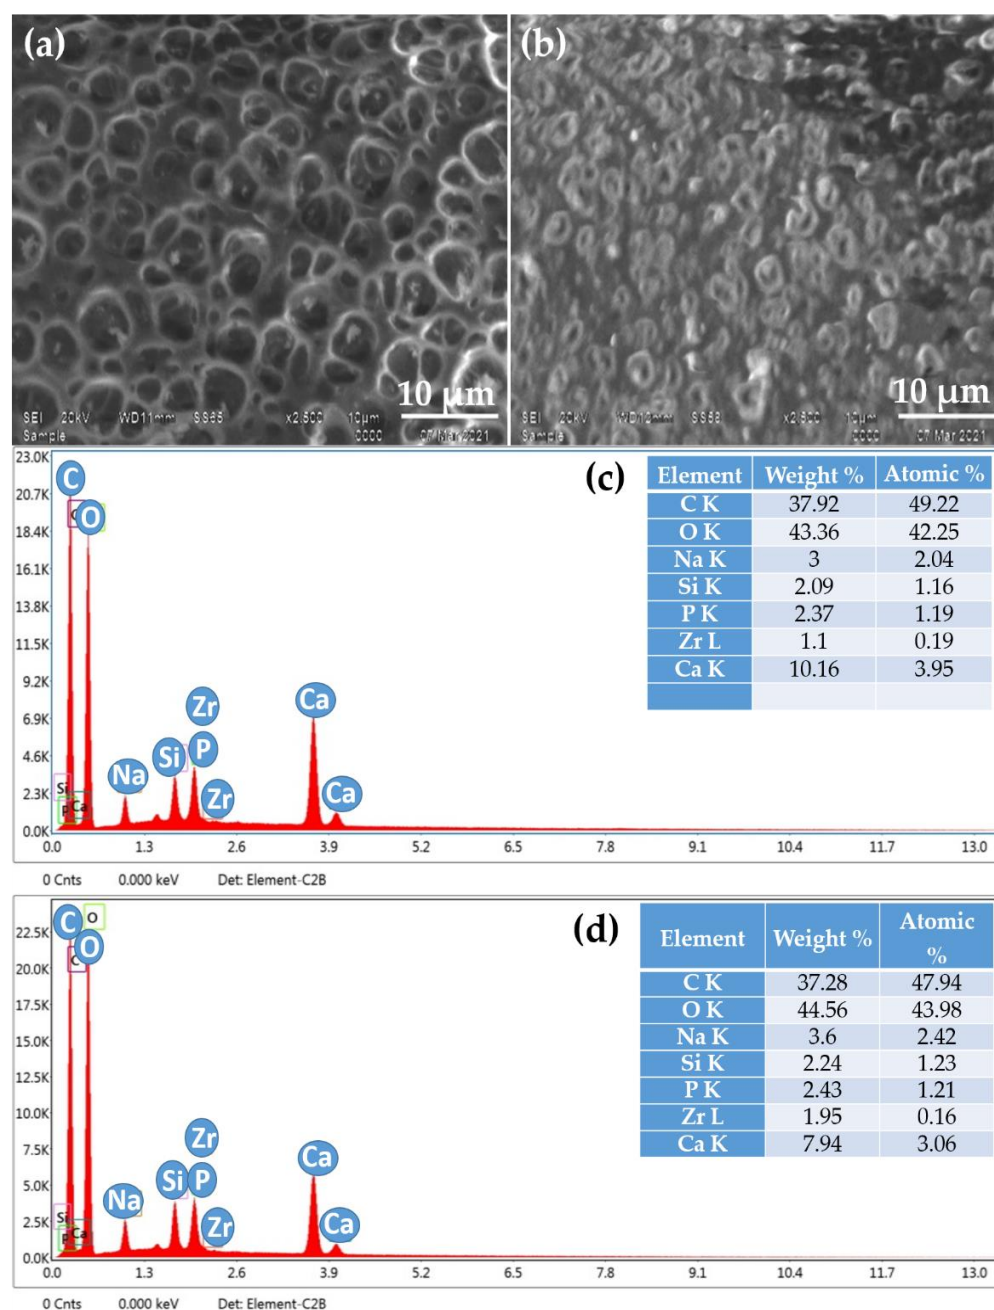 (a)
10 µm
SEI 20kV WD11mm SS65 x2,500 10µm
Sample 0000 07 Mar 2021
(b)
10 µm
SEI 20kV WD12mm SS58 x2,500 10µm
Sample 0000 07 Mar 2021
(c)
23.0K
20.7K
18.4K
16.1K
13.8K
11.5K
9.2K
6.9K
4.6K
2.3K
0.0K
C
O
Na
Si
Zr
P
Zr
Ca
Ca
Si
P
Ca
0.0 1.3 2.6 3.9 5.2 6.5 7.8 9.1 10.4 11.7 13.0
0 Cnts 0.000 keV Det: Element-C2B
Element Weight % Atomic %
C K 37.92 49.22
O K 43.36 42.25
Na K 3 2.04
Si K 2.09 1.16
P K 2.37 1.19
Zr L 1.1 0.19
Ca K 10.16 3.95
(d)
22.5K
20.0K
17.5K
15.0K
12.5K
10.0K
7.5K
5.0K
2.5K
0.0K
C
O
O
C
Na
Si
Zr
P
Zr
Ca
Ca
Si
P
Ca
0.0 1.3 2.6 3.9 5.2 6.5 7.8 9.1 10.4 11.7 13.0
0 Cnts 0.000 keV Det: Element-C2B
Element Weight % Atomic
%
C K 37.28 47.94
O K 44.56 43.98
Na K 3.6 2.42
Si K 2.24 1.23
P K 2.43 1.21
Zr L 1.95 0.16
Ca K 7.94 3.06